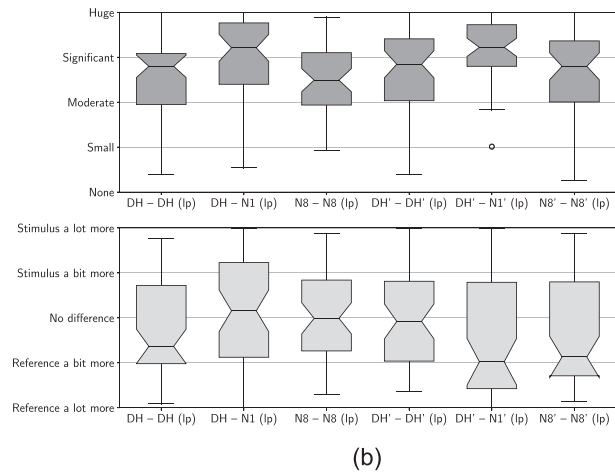 Huge
Significant
Moderate
Small
None
DH – DH (lp) DH – N1 (lp) N8 – N8 (lp) DH' – DH' (lp) DH' – N1' (lp) N8' – N8' (lp)
Stimulus a lot more
Stimulus a bit more
No difference
Reference a bit more
Reference a lot more
DH – DH (lp) DH – N1 (lp) N8 – N8 (lp) DH' – DH' (lp) DH' – N1' (lp) N8' – N8' (lp)
(b)